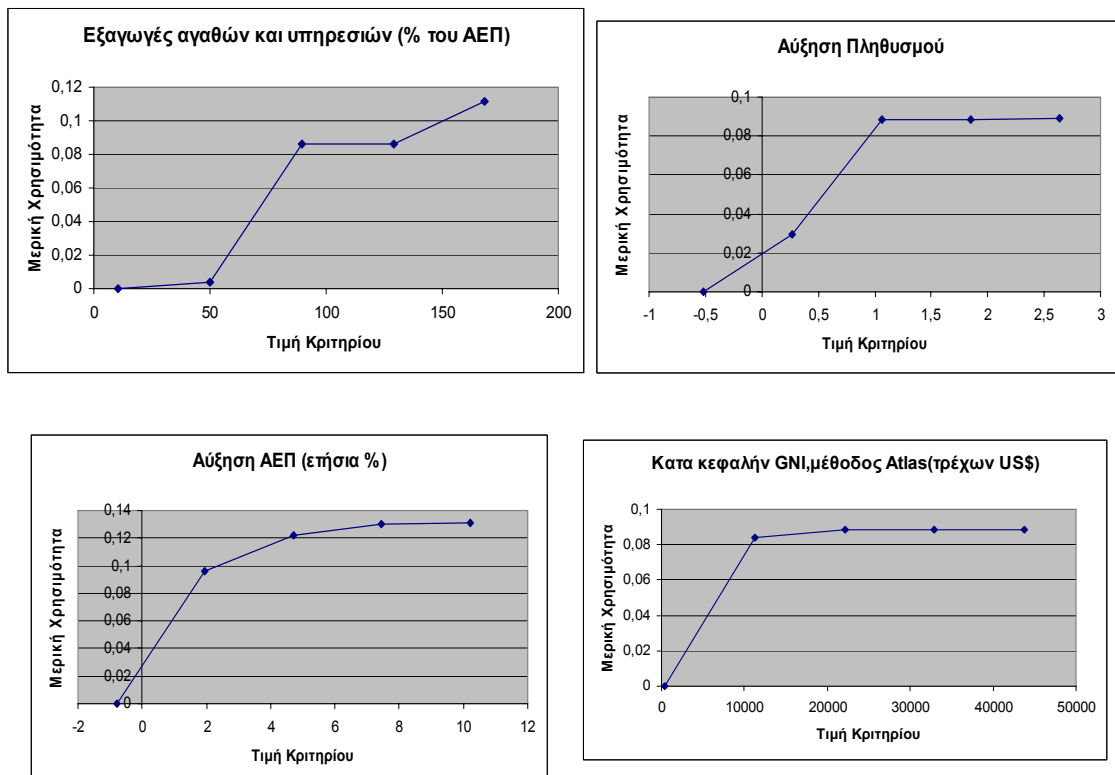 Εξαγωγές αγαθών και υπηρεσιών (% του ΑΕΠ)
Μερική Χρησιμότητα
0,12
0,1
0,08
0,06
0,04
0,02
0
0 50 100 150 200
Τιμή Κριτηρίου
Αύξηση Πληθυσμού
Μερική Χρησιμότητα
0,1
0,08
0,06
0,04
0,02
0
-1 -0,5 0 0,5 1 1,5 2 2,5 3
Τιμή Κριτηρίου
Αύξηση ΑΕΠ (ετήσια %)
Μερική Χρησιμότητα
0,14
0,12
0,1
0,08
0,06
0,04
0,02
0
-2 0 2 4 6 8 10 12
Τιμή Κριτηρίου
Κατα κεφαλήν GNI,μέθοδος Atlas(τρέχων US$)
Μερική Χρησιμότητα
0,1
0,08
0,06
0,04
0,02
0
0 10000 20000 30000 40000 50000
Τιμή Κριτηρίου